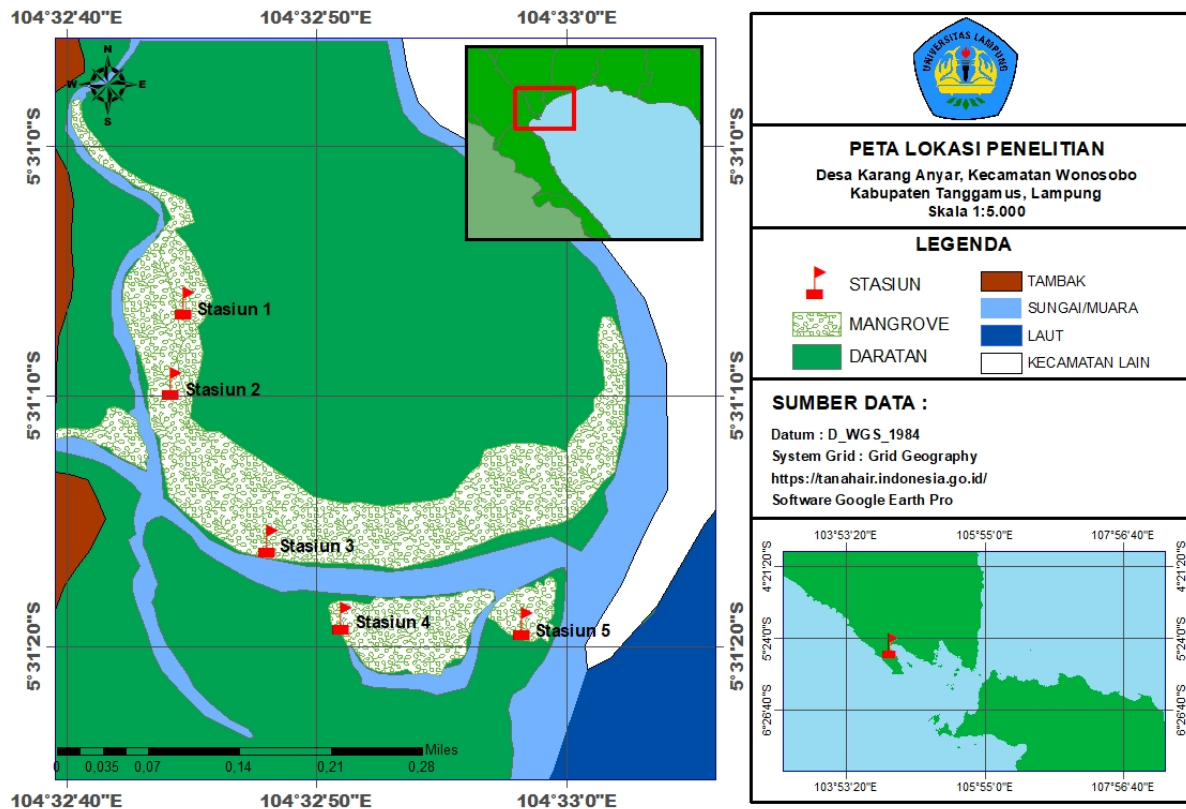 104°32'40"E
104°32'50"E
104°33'0"E
5°31'0"S
5°31'10"S
5°31'20"S
5°31'0"S
5°31'10"S
5°31'20"S
N
W
E
S
Stasiun 1
Stasiun 2
Stasiun 3
Stasiun 4
Stasiun 5
Miles
0
0,035
0,07
0,14
0,21
0,28
104°32'40"E
104°32'50"E
104°33'0"E
UNIVERSITAS LAMPUNG
PETA LOKASI PENELITIAN
Desa Karang Anyar, Kecamatan Wonosobo
Kabupaten Tanggamus, Lampung
Skala 1:5.000
LEGENDA
STASIUN
MANGROVE
DARATAN
TAMBAK
SUNGAI/MUARA
LAUT
KECAMATAN LAIN
SUMBER DATA :
Datum : D_WGS_1984
System Grid : Grid Geography
https://tanahair.indonesia.go.id/
Software Google Earth Pro
103°53'20"E
105°55'0"E
107°56'40"E
4°21'20"S
5°24'0"S
6°26'40"S
4°21'20"S
5°24'0"S
6°26'40"S
103°53'20"E
105°55'0"E
107°56'40"E